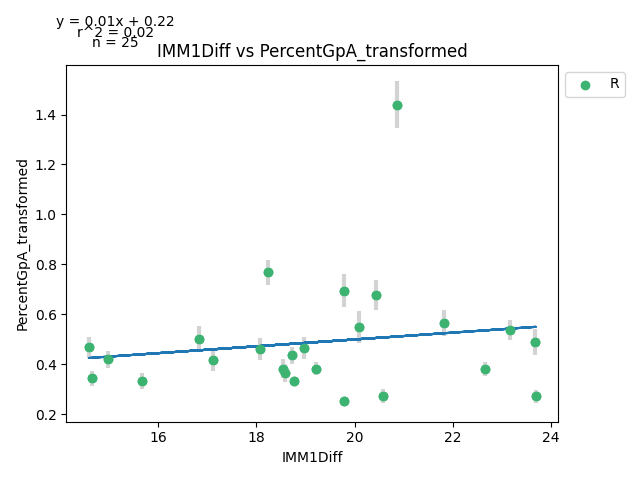 y = 0.01x + 0.22
r^2 = 0.02
n = 25
IMM1Diff vs PercentGpA_transformed
R
PercentGpA_transformed
1.4
1.2
1.0
0.8
0.6
0.4
0.2
16 18 20 22 24
IMM1Diff